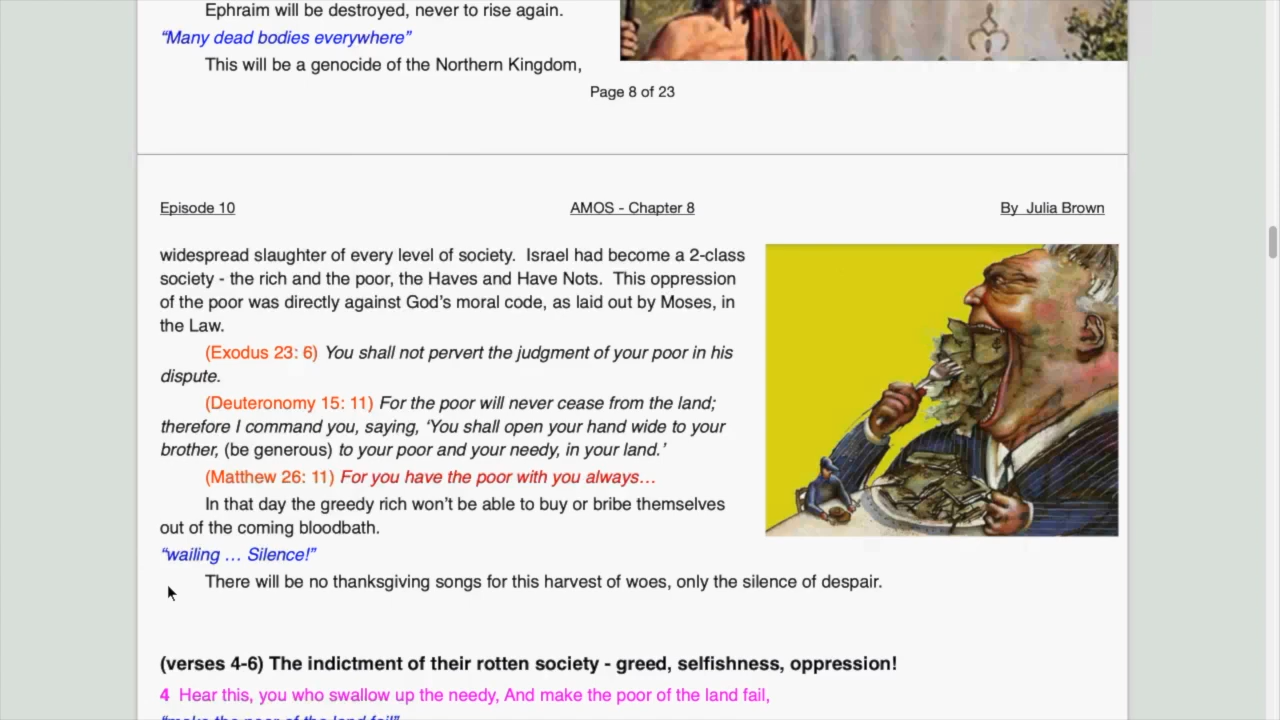 Ephraim will be destroyed, never to rise again.
“Many dead bodies everywhere”
This will be a genocide of the Northern Kingdom,
Page 8 of 23
Episode 10 AMOS - Chapter 8 By Julia Brown
widespread slaughter of every level of society. Israel had become a 2-class
society - the rich and the poor, the Haves and Have Nots. This oppression
of the poor was directly against God’s moral code, as laid out by Moses, in
the Law.
(Exodus 23: 6) You shall not pervert the judgment of your poor in his
dispute.
(Deuteronomy 15: 11) For the poor will never cease from the land;
therefore I command you, saying, ‘You shall open your hand wide to your
brother, (be generous) to your poor and your needy, in your land.’
(Matthew 26: 11) For you have the poor with you always…
In that day the greedy rich won’t be able to buy or bribe themselves
out of the coming bloodbath.
“wailing … Silence!”
There will be no thanksgiving songs for this harvest of woes, only the silence of despair.
(verses 4-6) The indictment of their rotten society - greed, selfishness, oppression!
4 Hear this, you who swallow up the needy, And make the poor of the land fail,
“make the poor of the land fail”